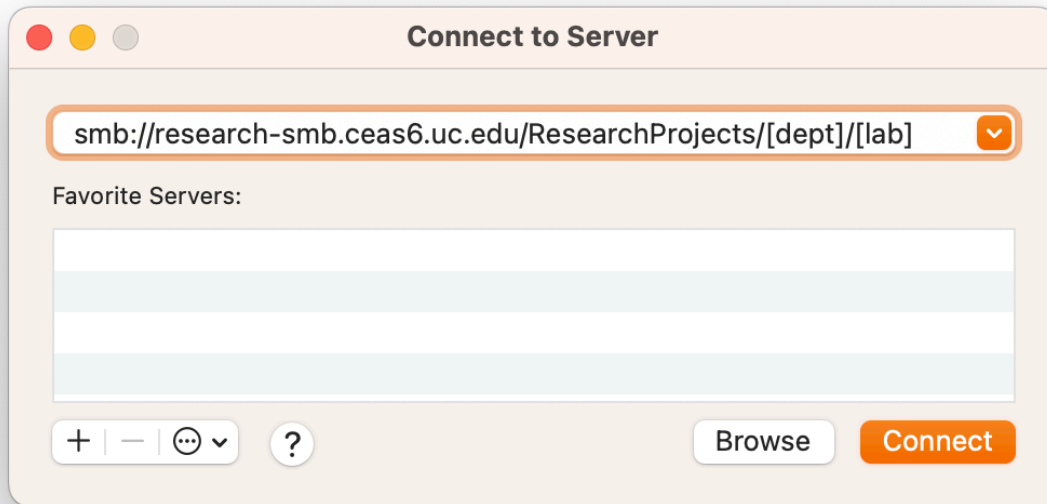 Connect to Server
smb://research-smb.ceas6.uc.edu/ResearchProjects/[dept]/[lab]
Favorite Servers:
?
Browse
Connect